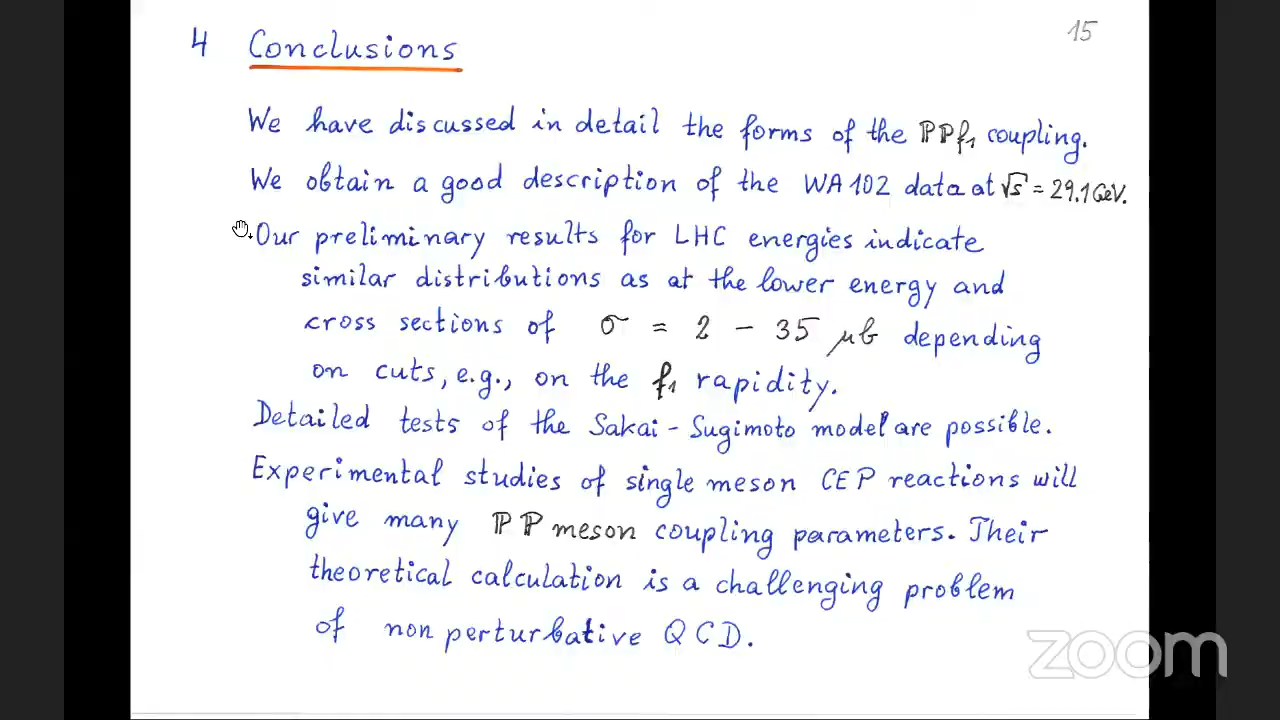 15
4 Conclusions
We have discussed in detail the forms of the ℙℙf₁ coupling.
We obtain a good description of the WA102 data at √s = 29.1 GeV.
Our preliminary results for LHC energies indicate
similar distributions as at the lower energy and
cross sections of σ = 2 - 35 μb depending
on cuts, e.g., on the f₁ rapidity.
Detailed tests of the Sakai-Sugimoto model are possible.
Experimental studies of single meson CEP reactions will
give many ℙℙ meson coupling parameters. Their
theoretical calculation is a challenging problem
of nonperturbative QCD.
zoom